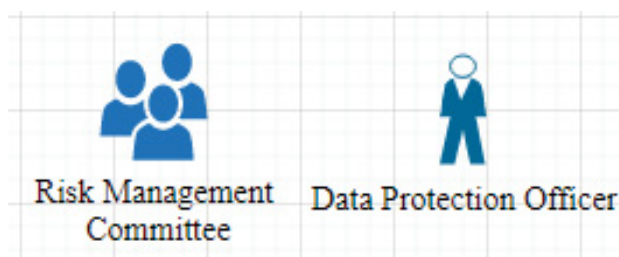 Risk Management
Committee
Data Protection Officer